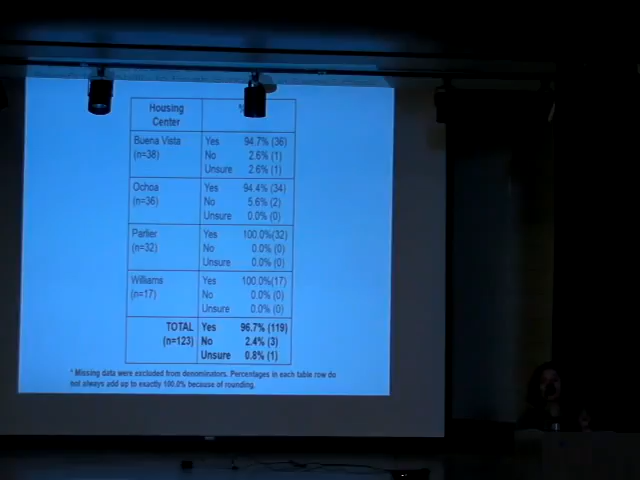 Housing Center
%
Buena Vista (n=38)
Yes 94.7% (36)
No 2.6% (1)
Unsure 2.6% (1)
Ochoa (n=36)
Yes 94.4% (34)
No 5.6% (2)
Unsure 0.0% (0)
Parlier (n=32)
Yes 100.0%(32)
No 0.0% (0)
Unsure 0.0% (0)
Williams (n=17)
Yes 100.0%(17)
No 0.0% (0)
Unsure 0.0% (0)
TOTAL (n=123)
Yes 96.7% (119)
No 2.4% (3)
Unsure 0.8% (1)
* Missing data were excluded from denominators. Percentages in each table row do
not always add up to exactly 100.0% because of rounding.